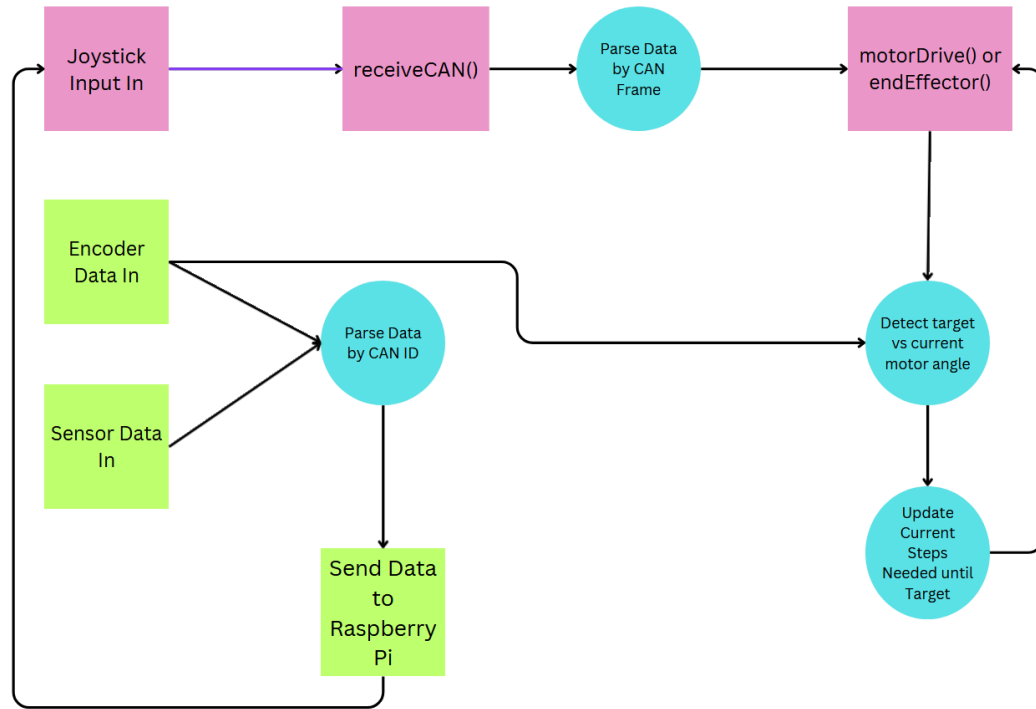 Joystick
Input In
receiveCAN()
Parse Data
by CAN
Frame
motorDrive() or
endEffector()
Encoder
Data In
Parse Data
by CAN ID
Detect target
vs current
motor angle
Sensor Data
In
Update
Current
Steps
Needed until
Target
Send Data
to
Raspberry
Pi